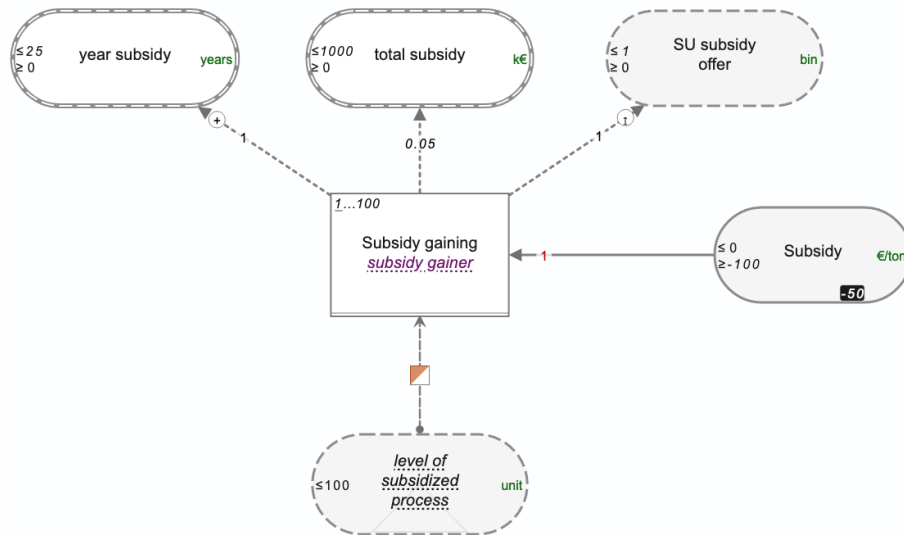 ≤25
≥ 0
year subsidy
years
≤1000
≥ 0
total subsidy
k€
≤ 1
≥ 0
SU subsidy
offer
bin
+
1
0.05
1
↕
1...100
Subsidy gaining
subsidy gainer
1
≤ 0
≥-100
Subsidy
€/ton
-50
≤100
level of
subsidized
process
unit